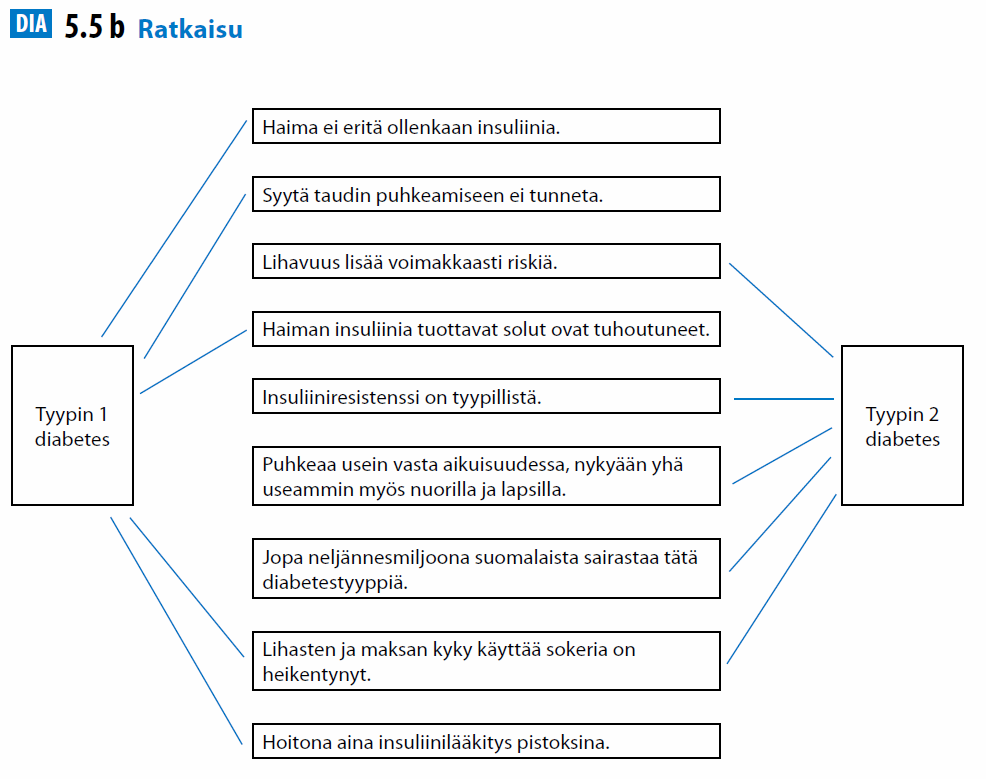 DIA 5.5 b Ratkaisu
Haima ei eritä ollenkaan insuliinia.
Syytä taudin puhkeamiseen ei tunneta.
Lihavuus lisää voimakkaasti riskiä.
Haiman insuliinia tuottavat solut ovat tuhoutuneet.
Tyypin 1
diabetes
Insuliiniresistenssi on tyypillistä.
Tyypin 2
diabetes
Puhkeaa usein vasta aikuisuudessa, nykyään yhä
useammin myös nuorilla ja lapsilla.
Jopa neljännesmiljoona suomalaista sairastaa tätä
diabetestyyppiä.
Lihasten ja maksan kyky käyttää sokeria on
heikentynyt.
Hoitona aina insuliinilääkitys pistoksina.